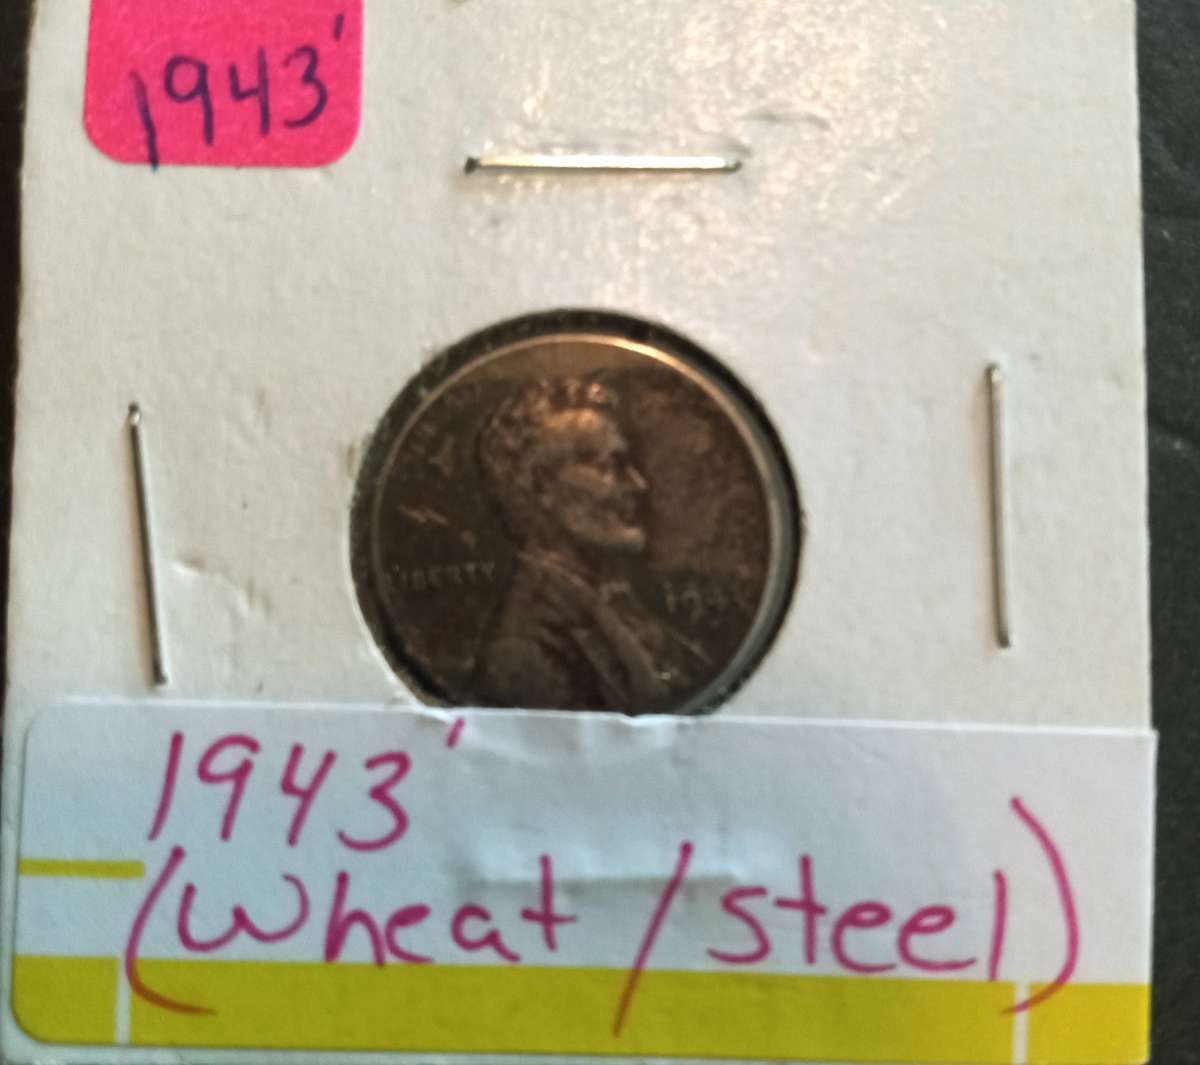 1943'
LIBERTY
1943'
(wheat / steel)